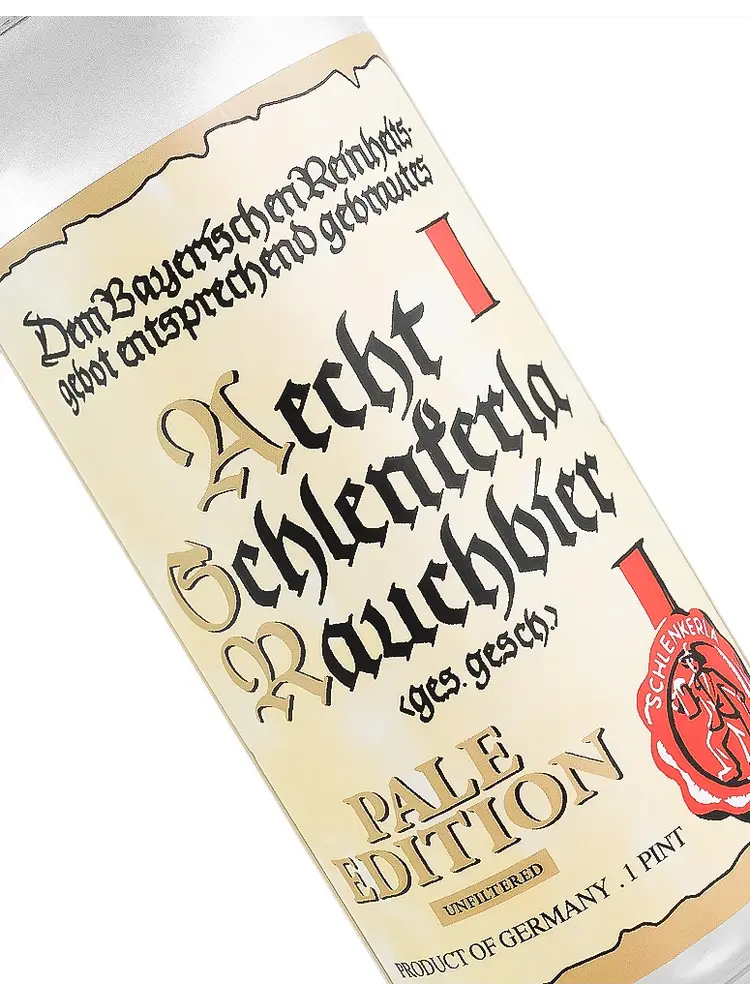 Dem Bayerischen Reinheits-
gebot entsprechend gebrautes
Aecht
Schlenkerla
Rauchbier
‹ges. gesch.›
PALE
EDITION
UNFILTERED
PRODUCT OF GERMANY . 1 PINT
SCHLENKERLA